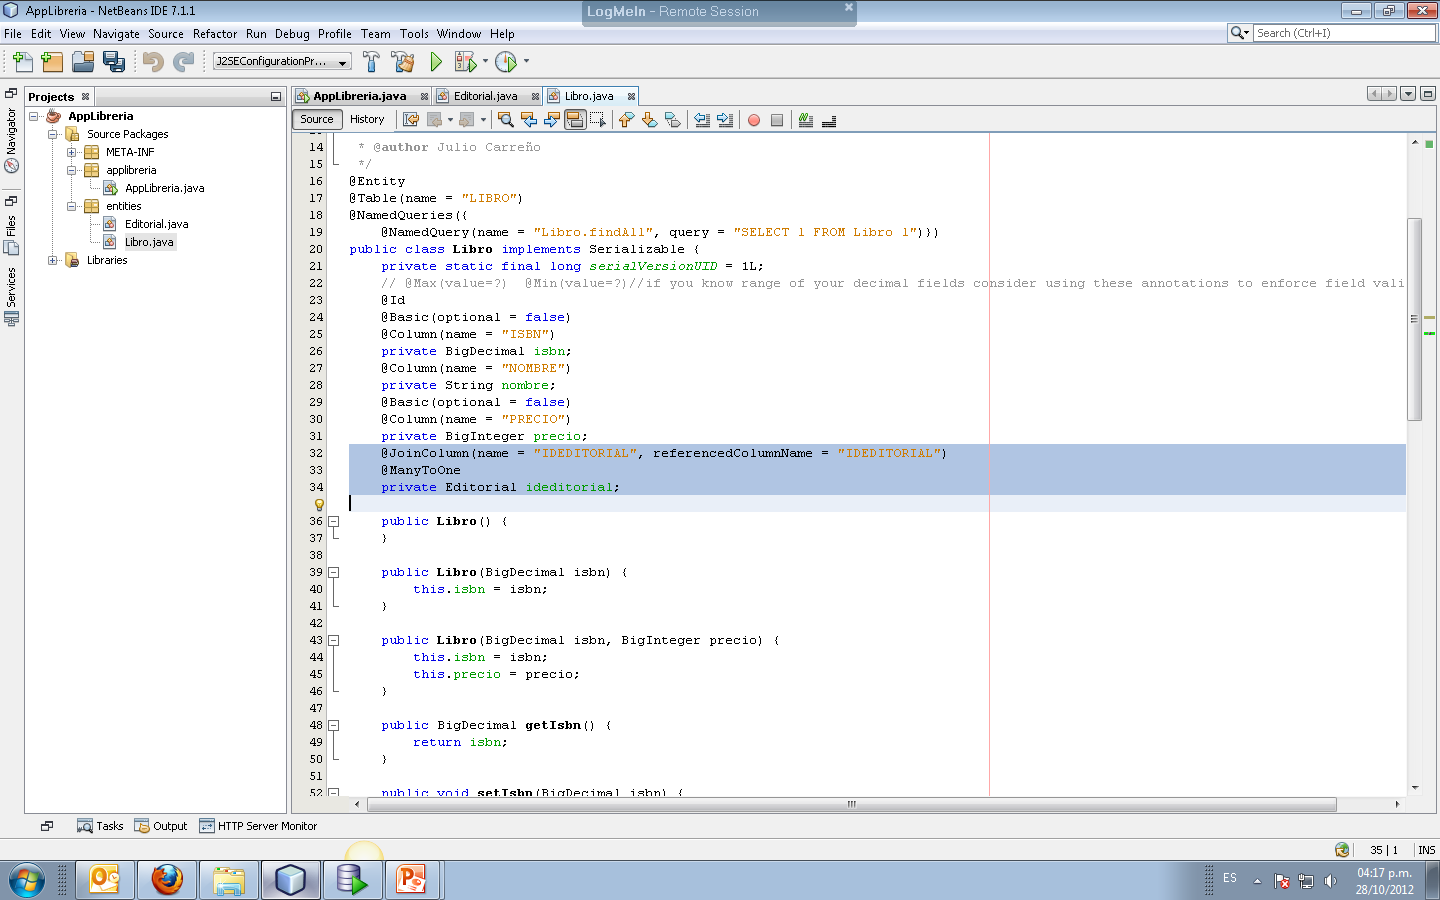 AppLibreria - NetBeans IDE 7.1.1
LogMeIn - Remote Session
File Edit View Navigate Source Refactor Run Debug Profile Team Tools Window Help
Search (Ctrl+I)
J2SEConfigurationPr...
Projects
AppLibreria.java
Editorial.java
Libro.java
Navigator
Files
Services
AppLibreria
Source Packages
META-INF
applibreria
AppLibreria.java
entities
Editorial.java
Libro.java
Libraries
Source History
14 * @author Julio Carreño
15 */
16 @Entity
17 @Table(name = "LIBRO")
18 @NamedQueries({
19 @NamedQuery(name = "Libro.findAll", query = "SELECT l FROM Libro l")})
20 public class Libro implements Serializable {
21 private static final long serialVersionUID = 1L;
22 // @Max(value=?) @Min(value=?)//if you know range of your decimal fields consider using these annotations to enforce field vali
23 @Id
24 @Basic(optional = false)
25 @Column(name = "ISBN")
26 private BigDecimal isbn;
27 @Column(name = "NOMBRE")
28 private String nombre;
29 @Basic(optional = false)
30 @Column(name = "PRECIO")
31 private BigInteger precio;
32 @JoinColumn(name = "IDEDITORIAL", referencedColumnName = "IDEDITORIAL")
33 @ManyToOne
34 private Editorial ideditorial;
36 public Libro() {
37 }
38
39 public Libro(BigDecimal isbn) {
40 this.isbn = isbn;
41 }
42
43 public Libro(BigDecimal isbn, BigInteger precio) {
44 this.isbn = isbn;
45 this.precio = precio;
46 }
47
48 public BigDecimal getIsbn() {
49 return isbn;
50 }
51
52 public void setIsbn(BigDecimal isbn) {
Tasks Output HTTP Server Monitor
35 | 1 INS
ES
04:17 p.m.
28/10/2012